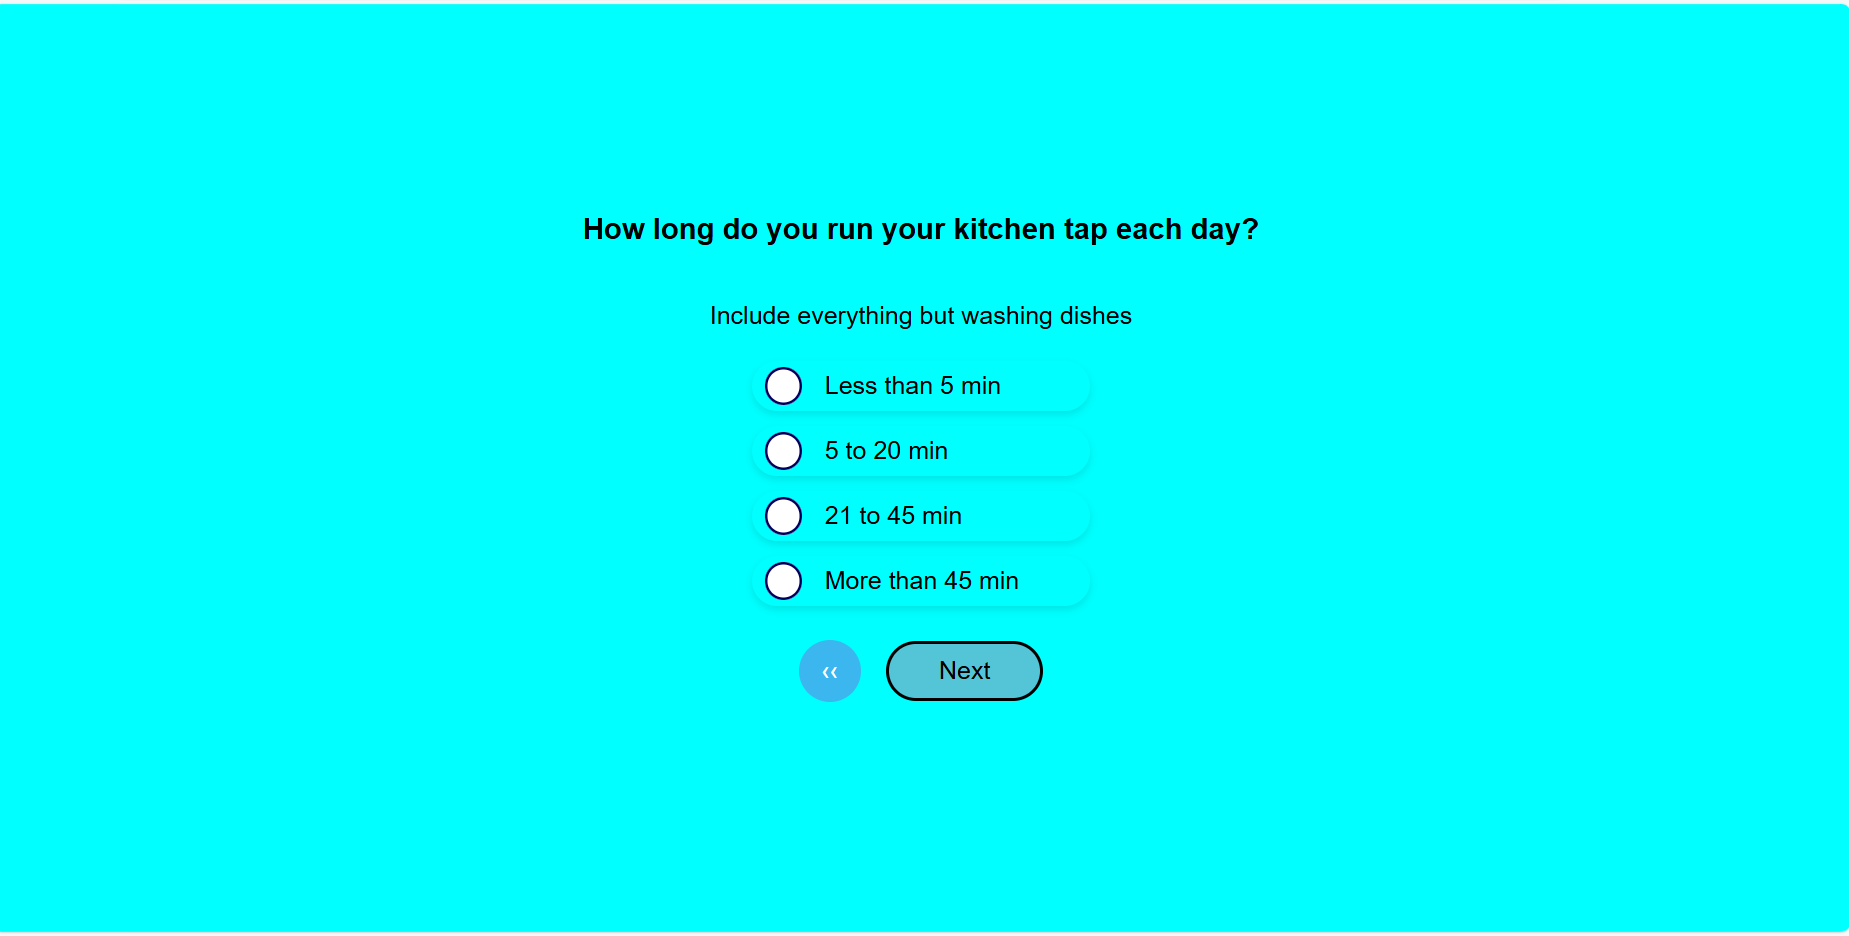 How long do you run your kitchen tap each day?
Include everything but washing dishes
Less than 5 min
5 to 20 min
21 to 45 min
More than 45 min
‹‹ Next